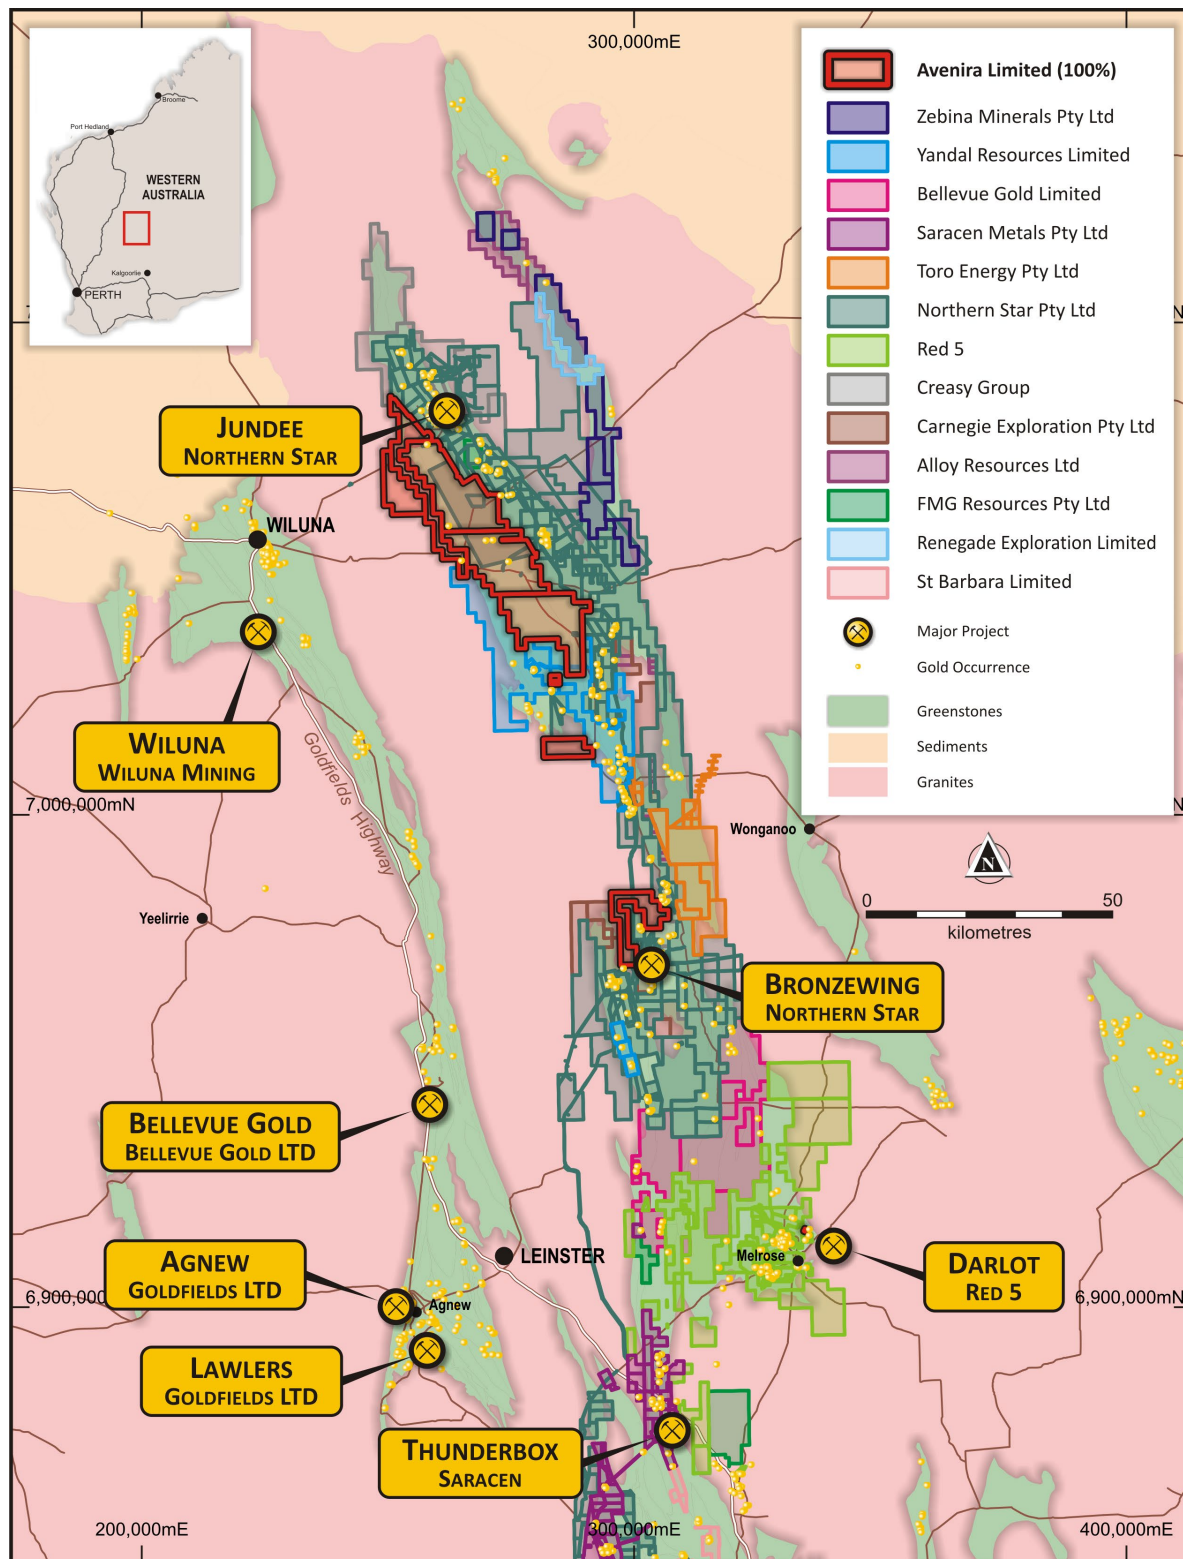 300,000mE
Broome
Port Hedland
WESTERN
AUSTRALIA
Kalgoorlie
PERTH
Avenira Limited (100%)
Zebina Minerals Pty Ltd
Yandal Resources Limited
Bellevue Gold Limited
Saracen Metals Pty Ltd
Toro Energy Pty Ltd
Northern Star Pty Ltd
Red 5
Creasy Group
Carnegie Exploration Pty Ltd
Alloy Resources Ltd
FMG Resources Pty Ltd
Renegade Exploration Limited
St Barbara Limited
Major Project
Gold Occurrence
Greenstones
Sediments
Granites
JUNDEE
NORTHERN STAR
WILUNA
WILUNA
WILUNA MINING
Goldfields Highway
7,000,000mN
N
Wonganoo
N
0 50
kilometres
Yeelirrie
BRONZEWING
NORTHERN STAR
BELLEVUE GOLD
BELLEVUE GOLD LTD
LEINSTER
Melrose
DARLOT
RED 5
AGNEW
GOLDFIELDS LTD
Agnew
6,900,000
6,900,000mN
LAWLERS
GOLDFIELDS LTD
THUNDERBOX
SARACEN
200,000mE
300,000mE
400,000mE